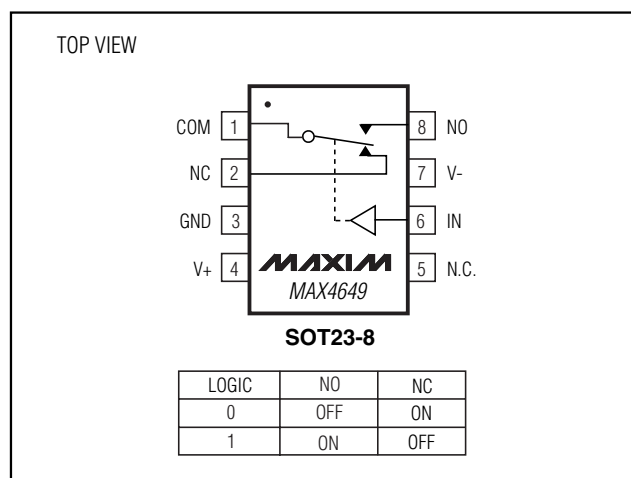 TOP VIEW
COM 1 8 NO
NC 2 7 V-
GND 3 6 IN
V+ 4 MAXIM 5 N.C.
MAX4649
SOT23-8
LOGIC NO NC
0 OFF ON
1 ON OFF